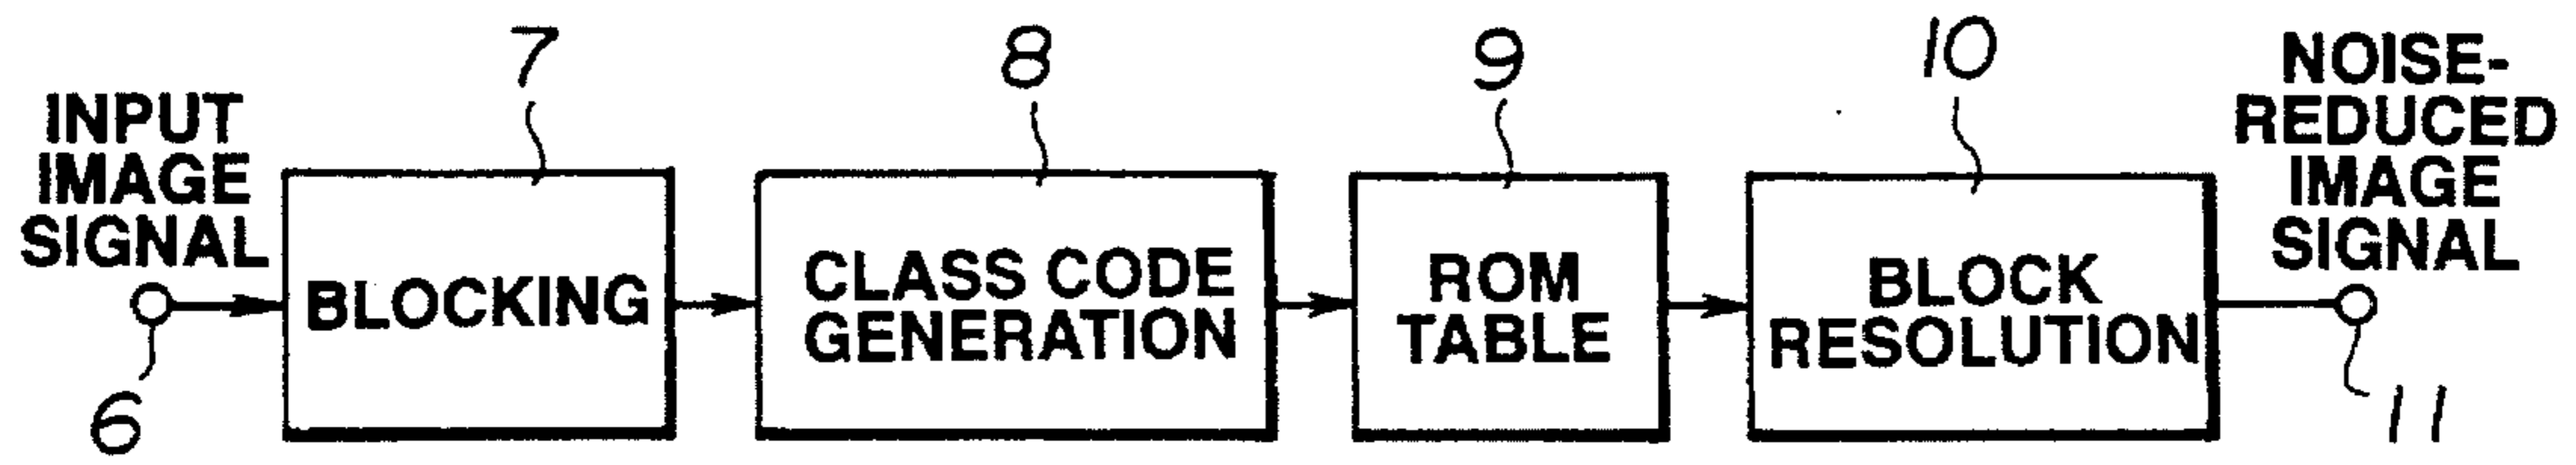 7
8
9
10
INPUT
IMAGE
SIGNAL
NOISE-
REDUCED
IMAGE
SIGNAL
BLOCKING
CLASS CODE
GENERATION
ROM
TABLE
BLOCK
RESOLUTION
6
11